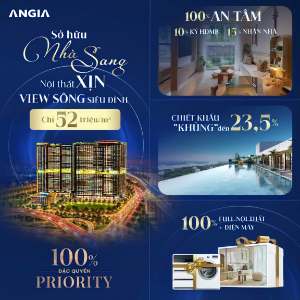 ANGIA
Sở hữu
Nhà Sang
Nội thất XỊN
VIEW SÔNG SIÊU ĐỈNH
Chỉ 52 triệu/m²
100%
ĐẶC QUYỀN
PRIORITY
100% AN TÂM
10% KÝ HĐMB 15% NHẬN NHÀ
CHIẾT KHẤU
"KHỦNG" đến 23,5%
100% FULL NỘI THẤT
+ ĐIỆN MÁY